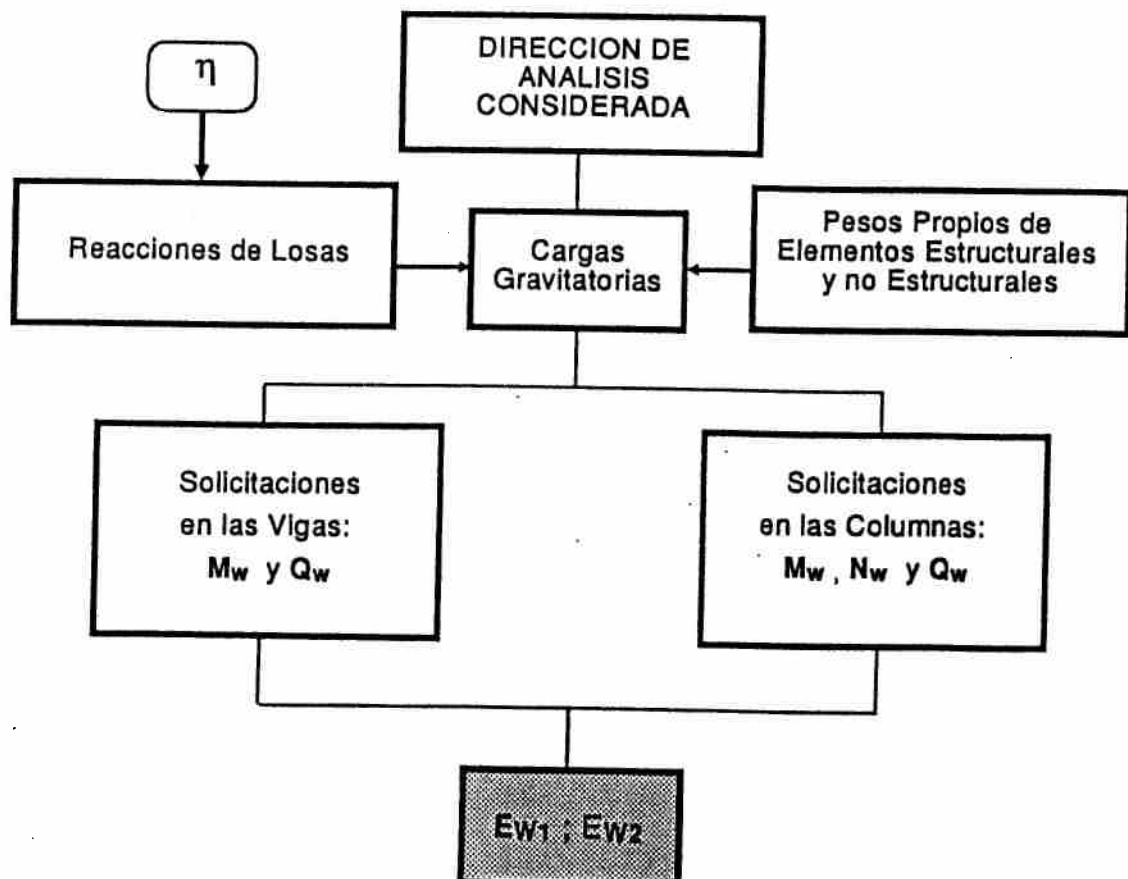 η
DIRECCION DE
ANALISIS
CONSIDERADA
Reacciones de Losas
Cargas
Gravitatorias
Pesos Propios de
Elementos Estructurales
y no Estructurales
Solicitaciones
en las Vigas:
Mw y Qw
Solicitaciones
en las Columnas:
Mw , Nw y Qw
EW1 ; EW2